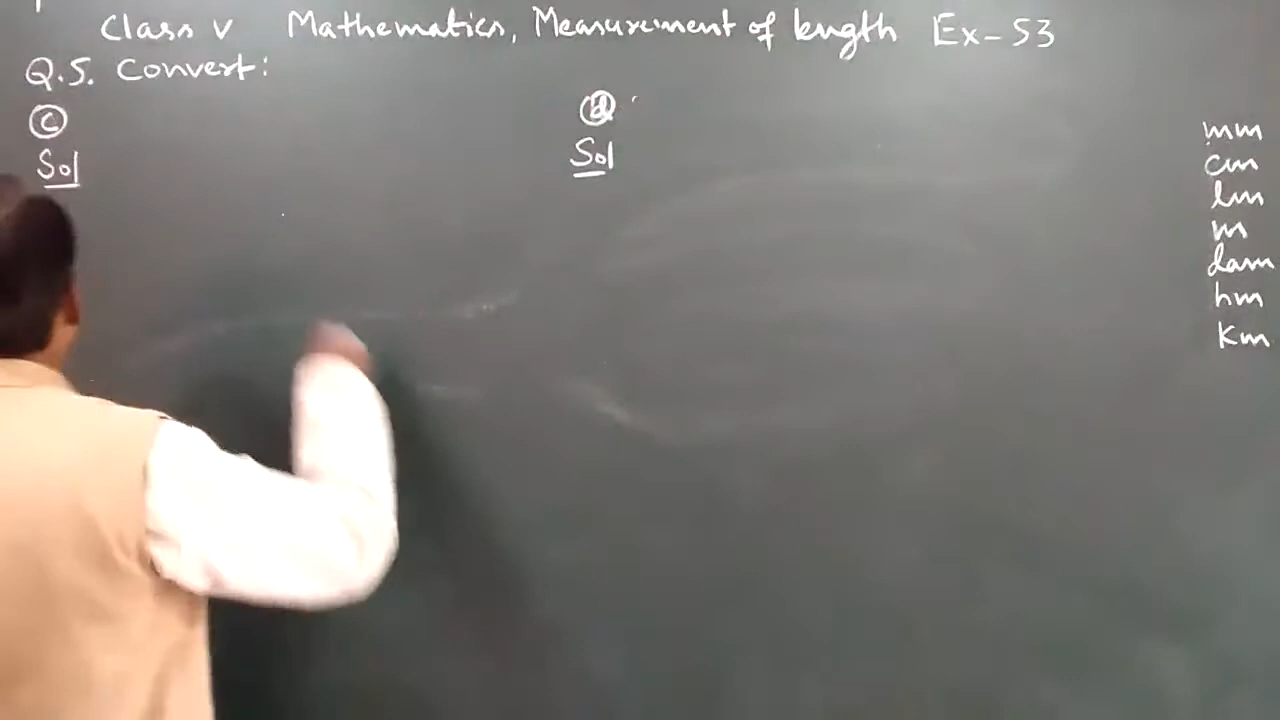 Class V Mathematics, Measurement of length Ex-53
Q.5. Convert:
(c)
(d)
Sol
Sol
mm
cm
dm
m
dam
hm
Km